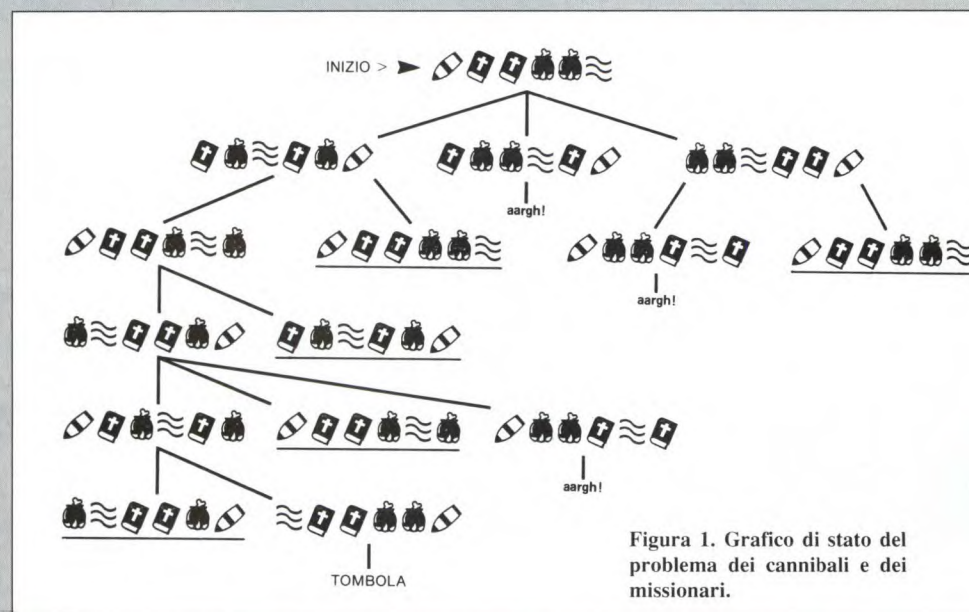 INIZIO >
aargh!
aargh!
aargh!
TOMBOLA
Figura 1. Grafico di stato del
problema dei cannibali e dei
missionari.